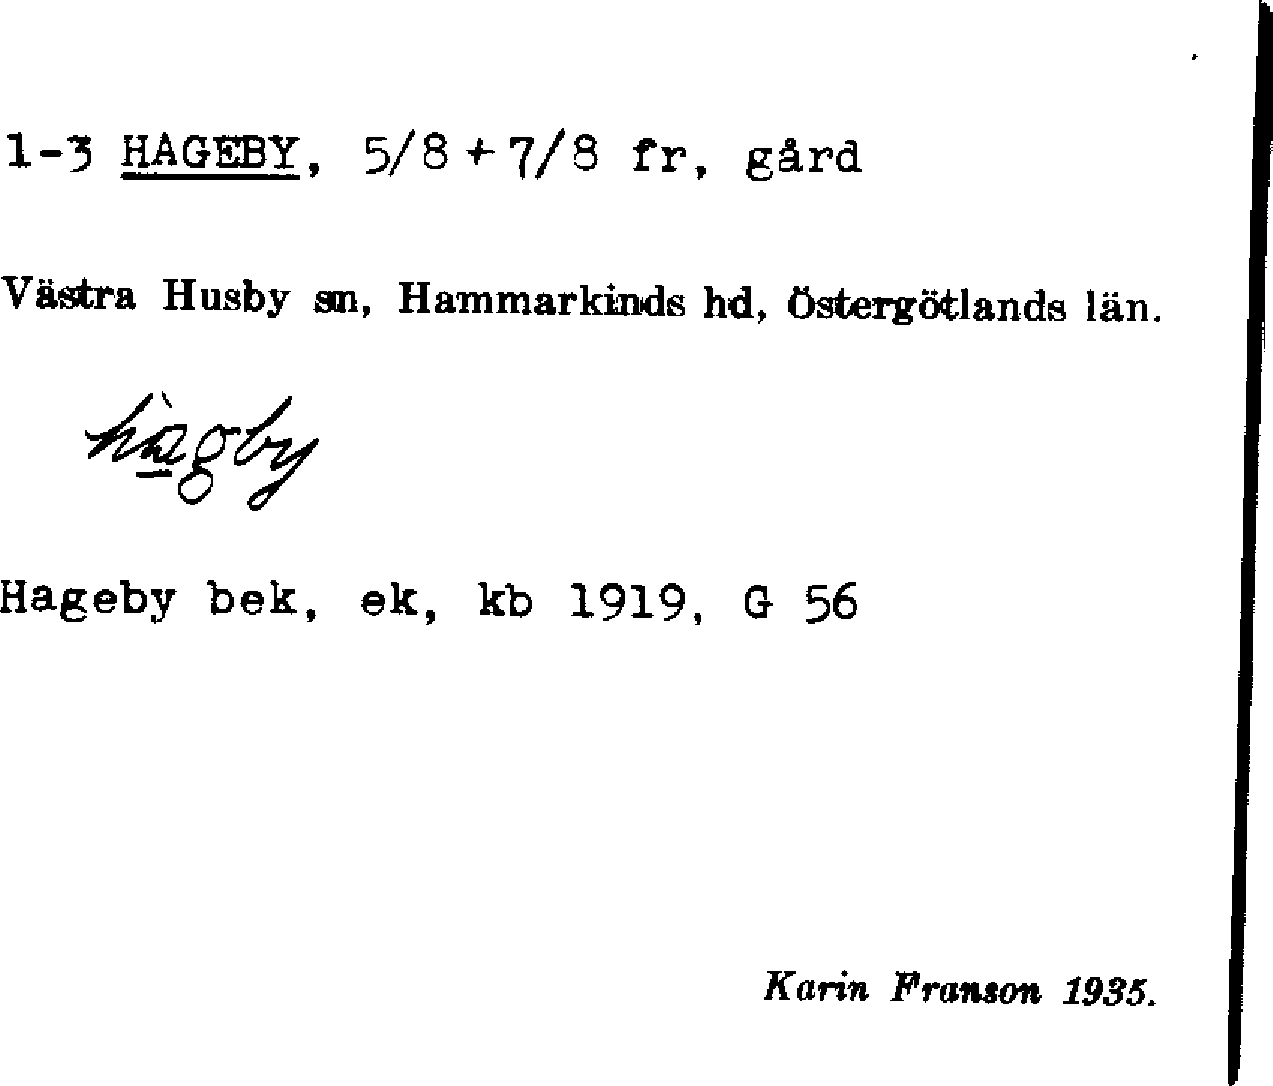 1-3 HAGEBY, 5/8 + 7/8 fr, gård
Västra Husby sn, Hammarkinds hd, Östergötlands län.
hàgby
Hageby bek, ek, kb 1919, G 56
Karin Franson 1935.